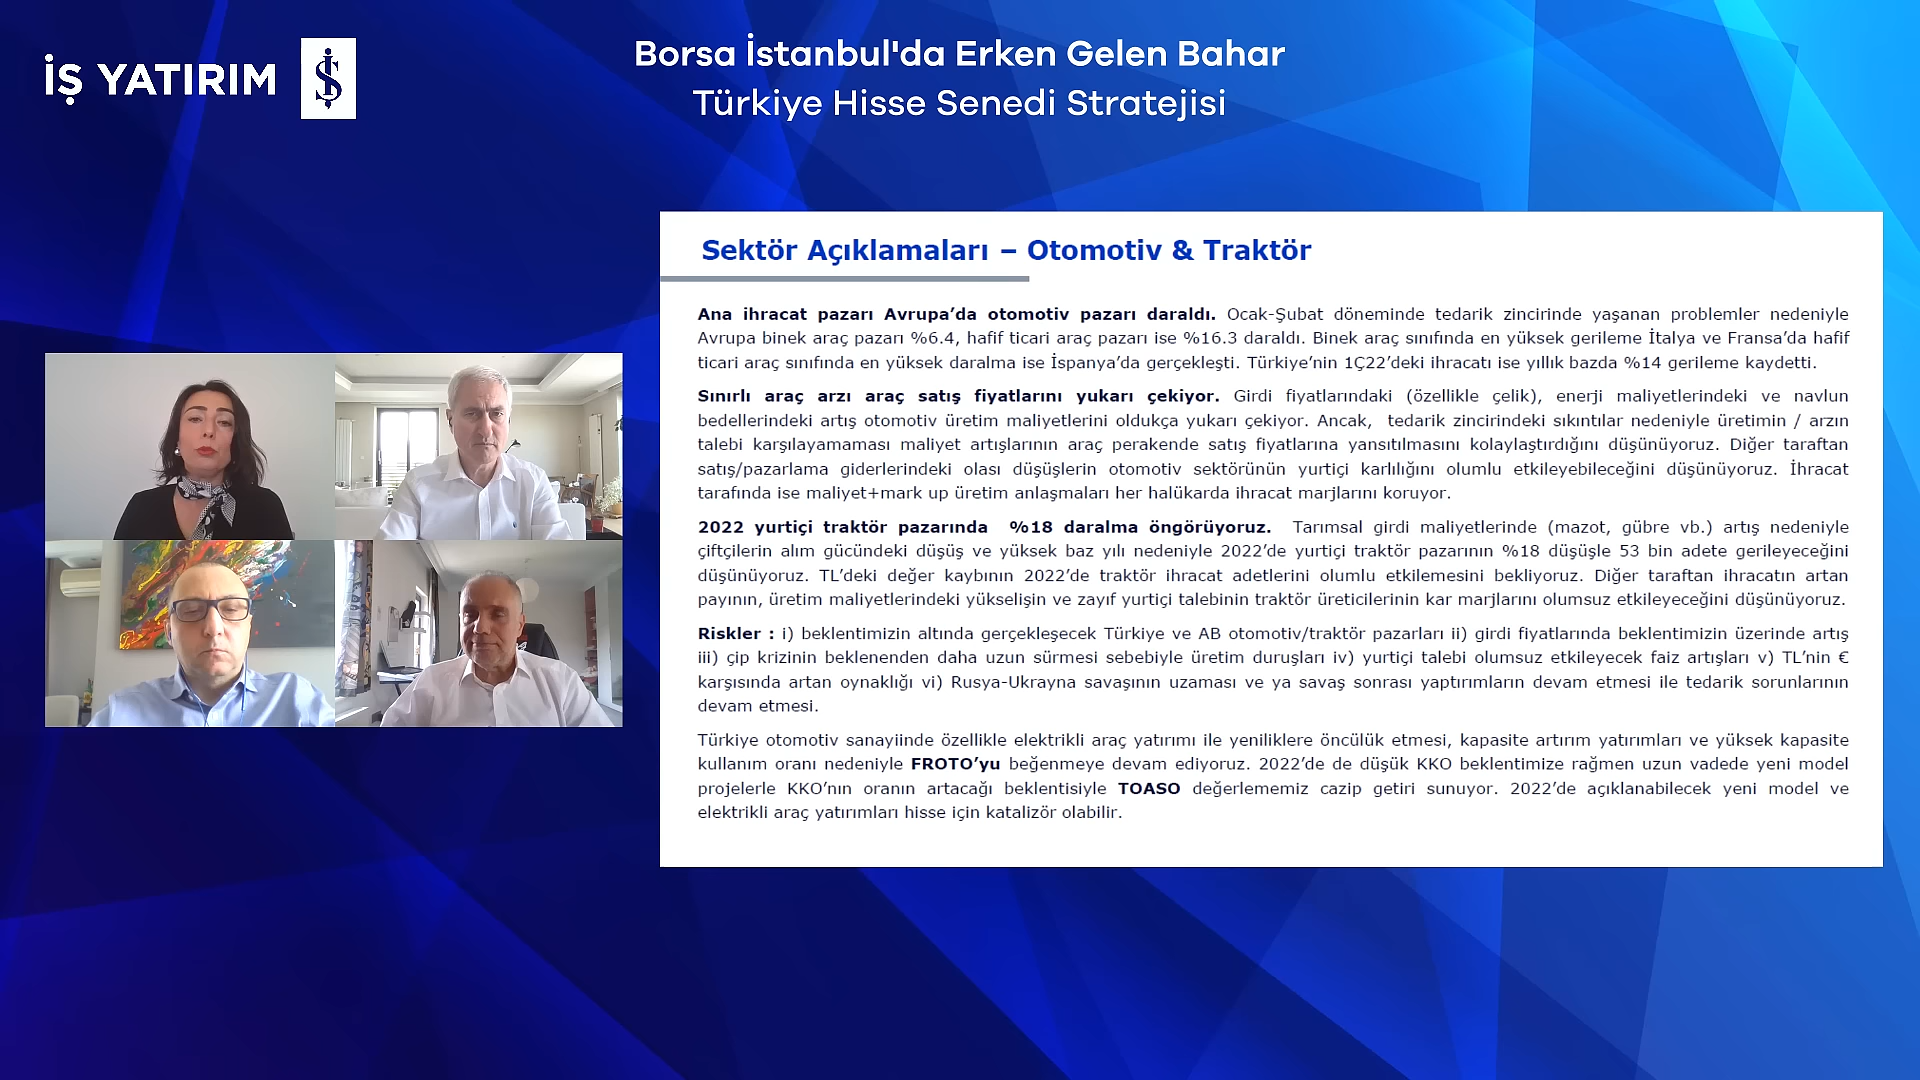 İŞ YATIRIM
Borsa İstanbul'da Erken Gelen Bahar
Türkiye Hisse Senedi Stratejisi
Sektör Açıklamaları – Otomotiv & Traktör
Ana ihracat pazarı Avrupa’da otomotiv pazarı daraldı. Ocak-Şubat döneminde tedarik zincirinde yaşanan problemler nedeniyle
Avrupa binek araç pazarı %6.4, hafif ticari araç pazarı ise %16.3 daraldı. Binek araç sınıfında en yüksek gerileme İtalya ve Fransa’da hafif
ticari araç sınıfında en yüksek daralma ise İspanya’da gerçekleşti. Türkiye’nin 1Ç22’deki ihracatı ise yıllık bazda %14 gerileme kaydetti.
Sınırlı araç arzı araç satış fiyatlarını yukarı çekiyor. Girdi fiyatlarındaki (özellikle çelik), enerji maliyetlerindeki ve navlun
bedellerindeki artış otomotiv üretim maliyetlerini oldukça yukarı çekiyor. Ancak, tedarik zincirindeki sıkıntılar nedeniyle üretimin / arzın
talebi karşılayamaması maliyet artışlarının araç perakende satış fiyatlarına yansıtılmasını kolaylaştırdığını düşünüyoruz. Diğer taraftan
satış/pazarlama giderlerindeki olası düşüşlerin otomotiv sektörünün yurtiçi karlılığını olumlu etkileyebileceğini düşünüyoruz. İhracat
tarafında ise maliyet+mark up üretim anlaşmaları her halükarda ihracat marjlarını koruyor.
2022 yurtiçi traktör pazarında %18 daralma öngörüyoruz. Tarımsal girdi maliyetlerinde (mazot, gübre vb.) artış nedeniyle
çiftçilerin alım gücündeki düşüş ve yüksek baz yılı nedeniyle 2022’de yurtiçi traktör pazarının %18 düşüşle 53 bin adete gerileyeceğini
düşünüyoruz. TL’deki değer kaybının 2022’de traktör ihracat adetlerini olumlu etkilemesini bekliyoruz. Diğer taraftan ihracatın artan
payının, üretim maliyetlerindeki yükselişin ve zayıf yurtiçi talebinin traktör üreticilerinin kar marjlarını olumsuz etkileyeceğini düşünüyoruz.
Riskler : i) beklentimizin altında gerçekleşecek Türkiye ve AB otomotiv/traktör pazarları ii) girdi fiyatlarında beklentimizin üzerinde artış
iii) çip krizinin beklenenden daha uzun sürmesi sebebiyle üretim duruşları iv) yurtiçi talebi olumsuz etkileyecek faiz artışları v) TL’nin €
karşısında artan oynaklığı vi) Rusya-Ukrayna savaşının uzaması ve ya savaş sonrası yaptırımların devam etmesi ile tedarik sorunlarının
devam etmesi.
Türkiye otomotiv sanayiinde özellikle elektrikli araç yatırımı ile yeniliklere öncülük etmesi, kapasite artırım yatırımları ve yüksek kapasite
kullanım oranı nedeniyle FROTO’yu beğenmeye devam ediyoruz. 2022’de de düşük KKO beklentimize rağmen uzun vadede yeni model
projelerle KKO’nın oranın artacağı beklentisiyle TOASO değerlememiz cazip getiri sunuyor. 2022’de açıklanabilecek yeni model ve
elektrikli araç yatırımları hisse için katalizör olabilir.